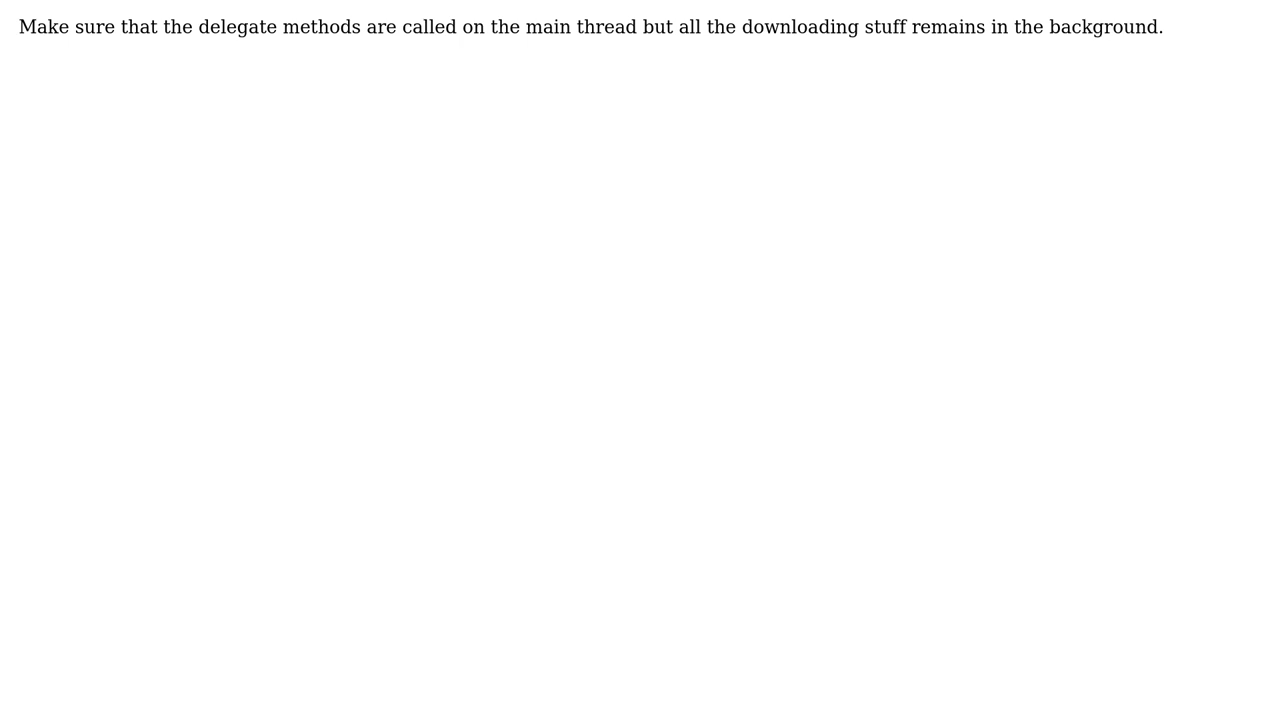 Make sure that the delegate methods are called on the main thread but all the downloading stuff remains in the background.